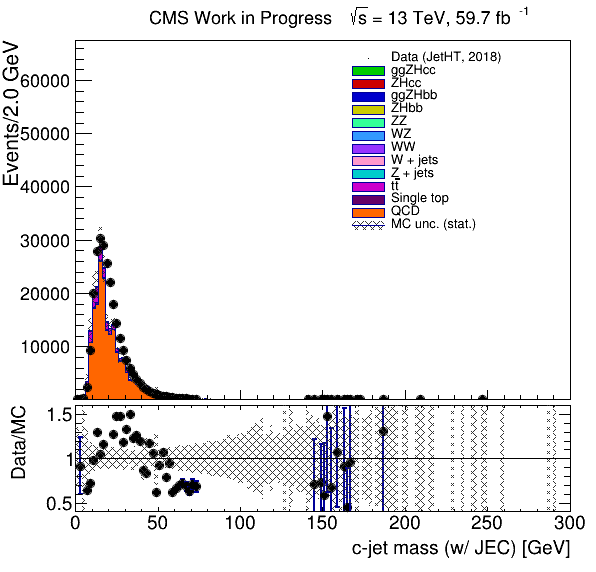 CMS Work in Progress √s = 13 TeV, 59.7 fb⁻¹
Events/2.0 GeV
60000
50000
40000
30000
20000
10000
Data (JetHT, 2018)
ggZHcc
ZHcc
ggZHbb
ZHbb
ZZ
WZ
WW
W + jets
Z + jets
tt̅
Single top
QCD
MC unc. (stat.)
Data/MC
1.5
1
0.5
0 50 100 150 200 250 300
c-jet mass (w/ JEC) [GeV]